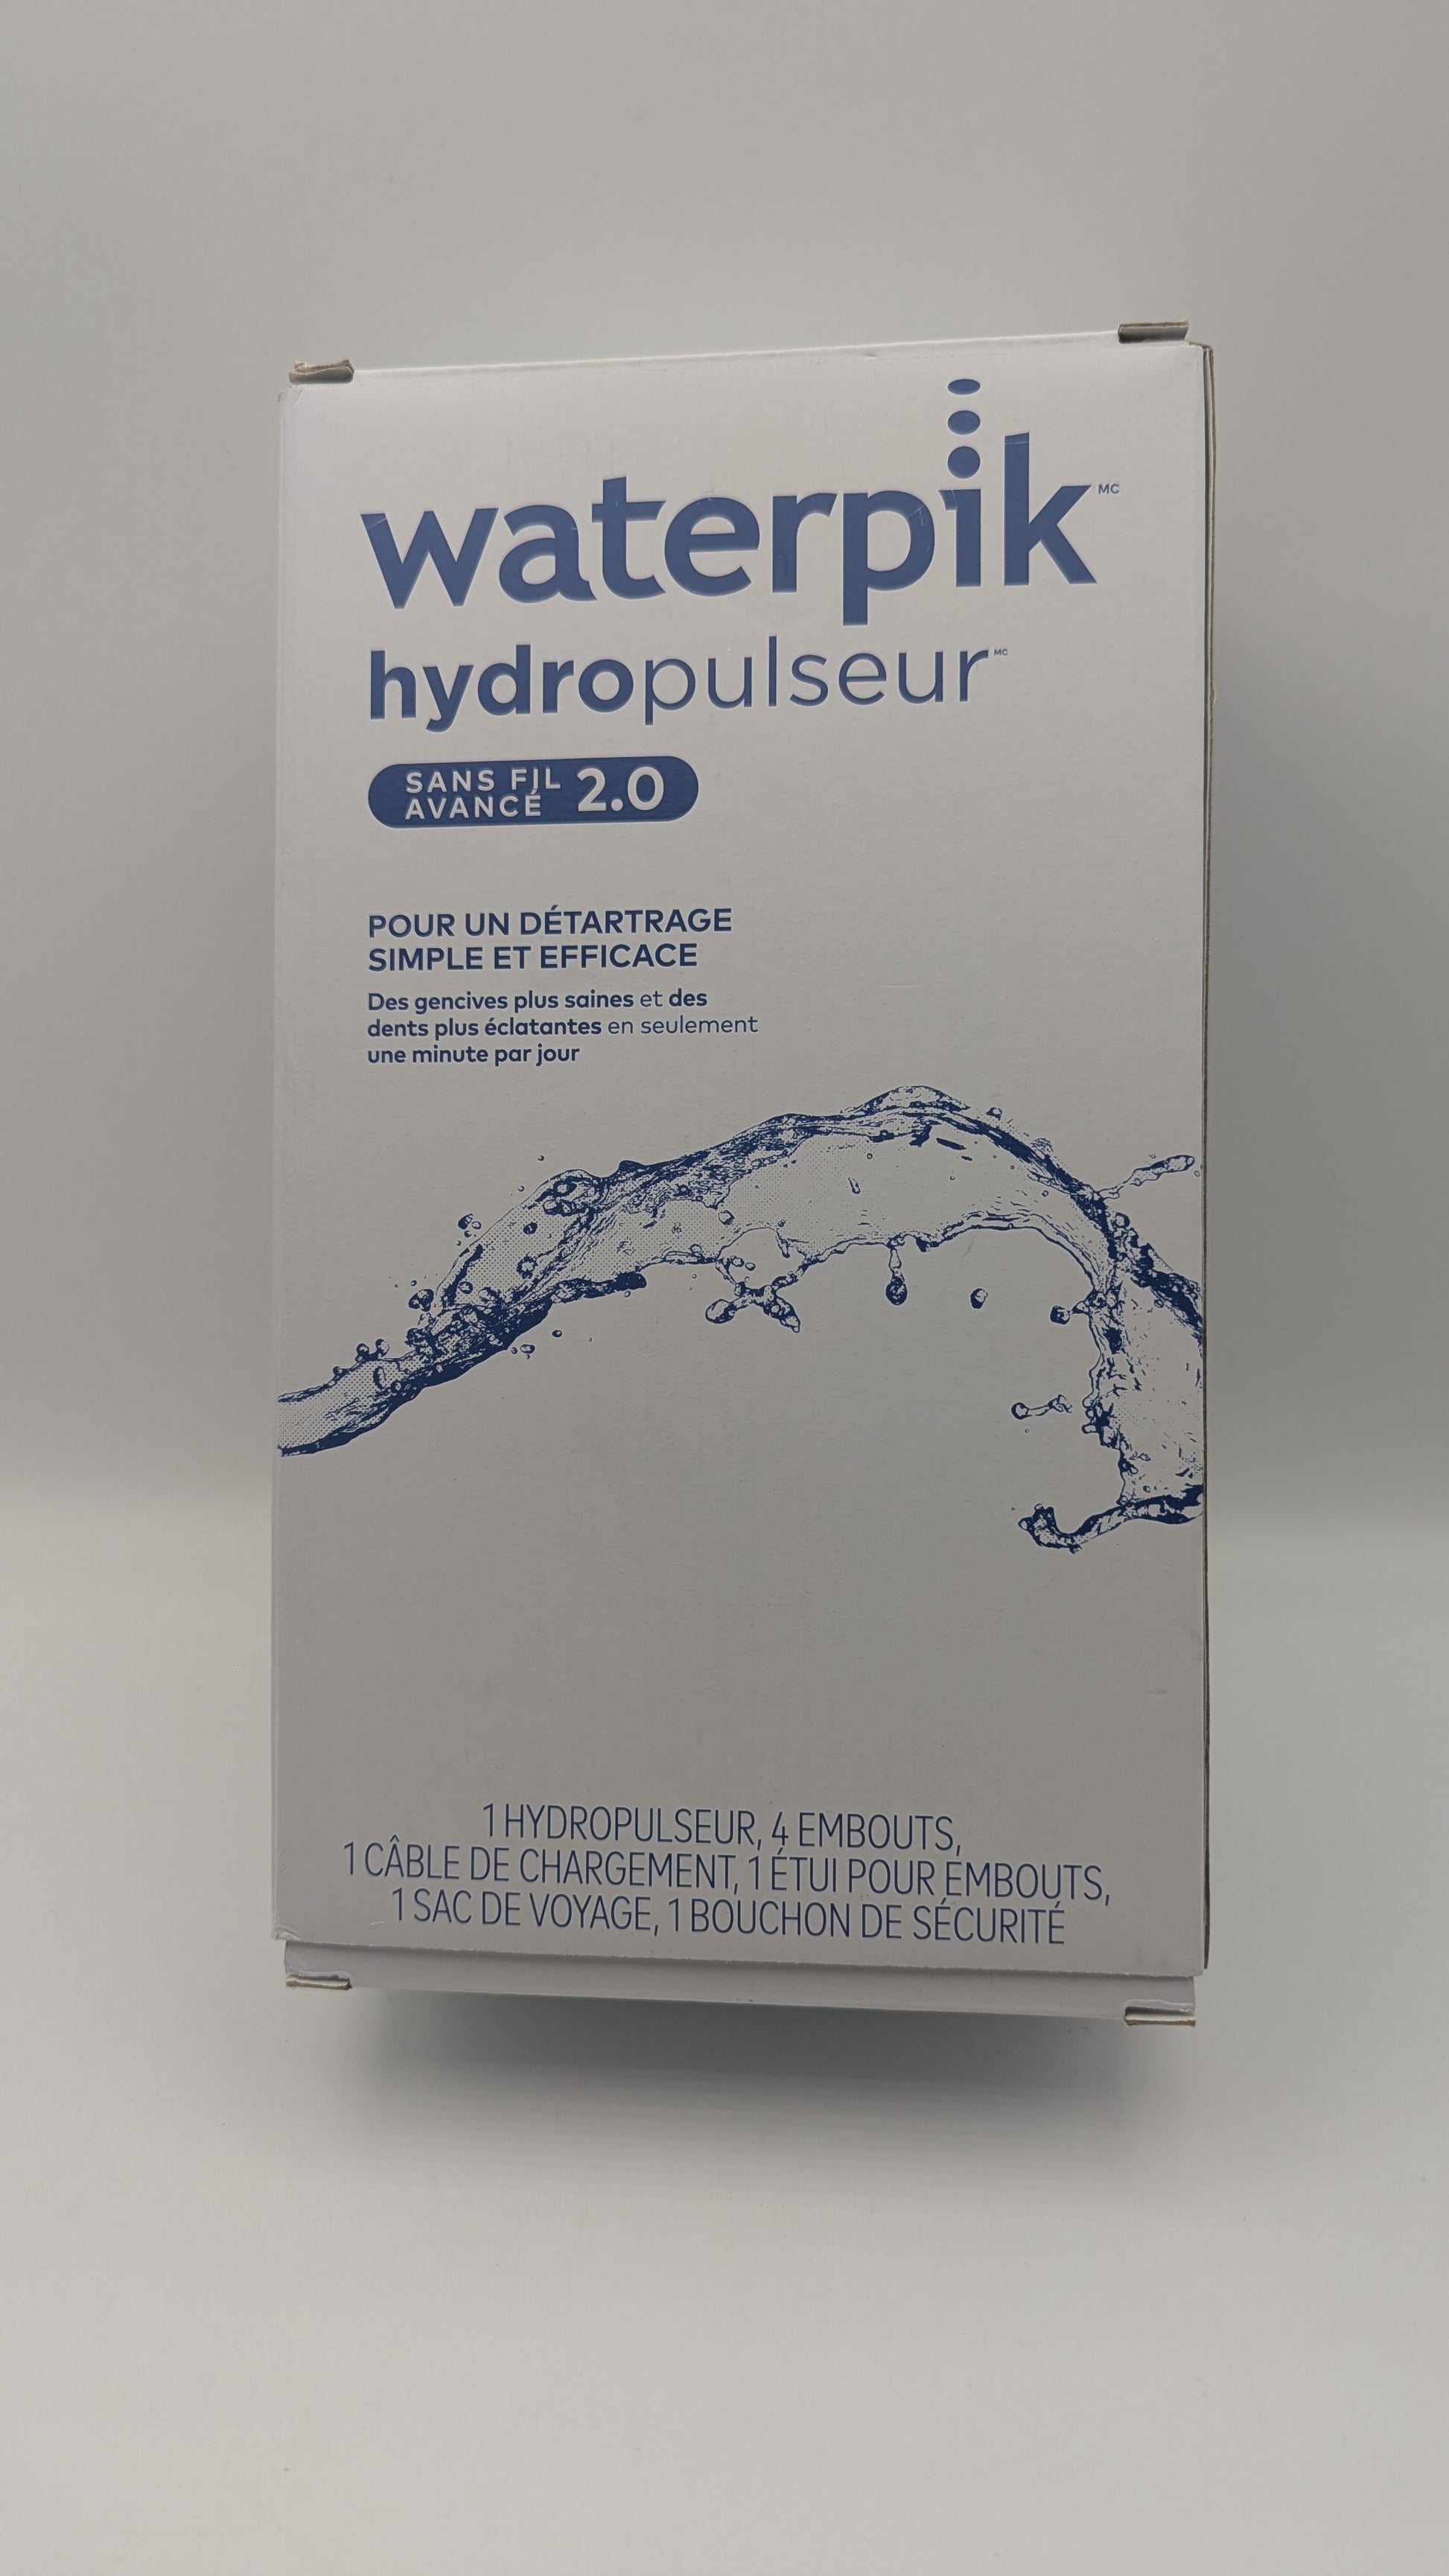 waterpik MC
hydropulseur MC
SANS FIL
AVANCÉ
2.0
POUR UN DÉTARTRAGE
SIMPLE ET EFFICACE
Des gencives plus saines et des
dents plus éclatantes en seulement
une minute par jour
1 HYDROPULSEUR, 4 EMBOUTS,
1 CÂBLE DE CHARGEMENT, 1 ÉTUI POUR EMBOUTS,
1 SAC DE VOYAGE, 1 BOUCHON DE SÉCURITÉ